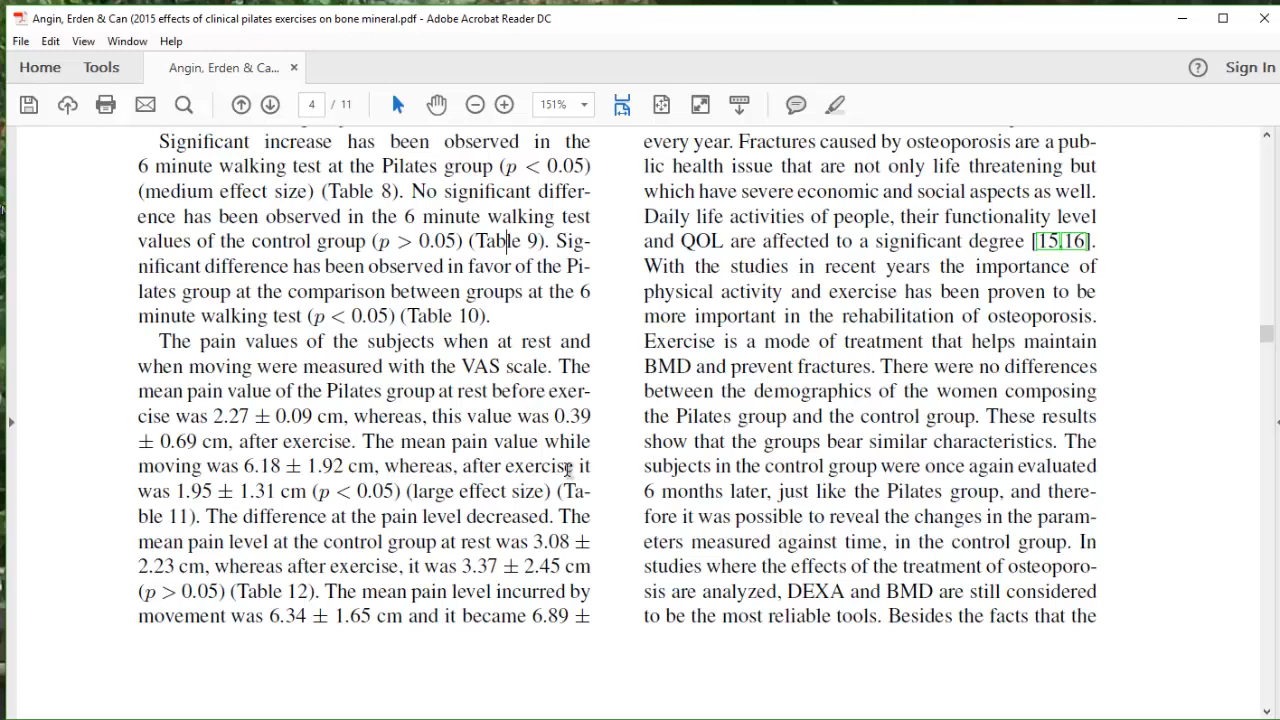 Angin, Erden & Can (2015 effects of clinical pilates exercises on bone mineral.pdf - Adobe Acrobat Reader DC
File Edit View Window Help
Home Tools Angin, Erden & Ca... × Sign In
4 / 11 151%
Significant increase has been observed in the
6 minute walking test at the Pilates group (p < 0.05)
(medium effect size) (Table 8). No significant differ-
ence has been observed in the 6 minute walking test
values of the control group (p > 0.05) (Table 9). Sig-
nificant difference has been observed in favor of the Pi-
lates group at the comparison between groups at the 6
minute walking test (p < 0.05) (Table 10).
The pain values of the subjects when at rest and
when moving were measured with the VAS scale. The
mean pain value of the Pilates group at rest before exer-
cise was 2.27 ± 0.09 cm, whereas, this value was 0.39
± 0.69 cm, after exercise. The mean pain value while
moving was 6.18 ± 1.92 cm, whereas, after exercise it
was 1.95 ± 1.31 cm (p < 0.05) (large effect size) (Ta-
ble 11). The difference at the pain level decreased. The
mean pain level at the control group at rest was 3.08 ±
2.23 cm, whereas after exercise, it was 3.37 ± 2.45 cm
(p > 0.05) (Table 12). The mean pain level incurred by
movement was 6.34 ± 1.65 cm and it became 6.89 ±
every year. Fractures caused by osteoporosis are a pub-
lic health issue that are not only life threatening but
which have severe economic and social aspects as well.
Daily life activities of people, their functionality level
and QOL are affected to a significant degree [15,16].
With the studies in recent years the importance of
physical activity and exercise has been proven to be
more important in the rehabilitation of osteoporosis.
Exercise is a mode of treatment that helps maintain
BMD and prevent fractures. There were no differences
between the demographics of the women composing
the Pilates group and the control group. These results
show that the groups bear similar characteristics. The
subjects in the control group were once again evaluated
6 months later, just like the Pilates group, and there-
fore it was possible to reveal the changes in the param-
eters measured against time, in the control group. In
studies where the effects of the treatment of osteoporo-
sis are analyzed, DEXA and BMD are still considered
to be the most reliable tools. Besides the facts that the